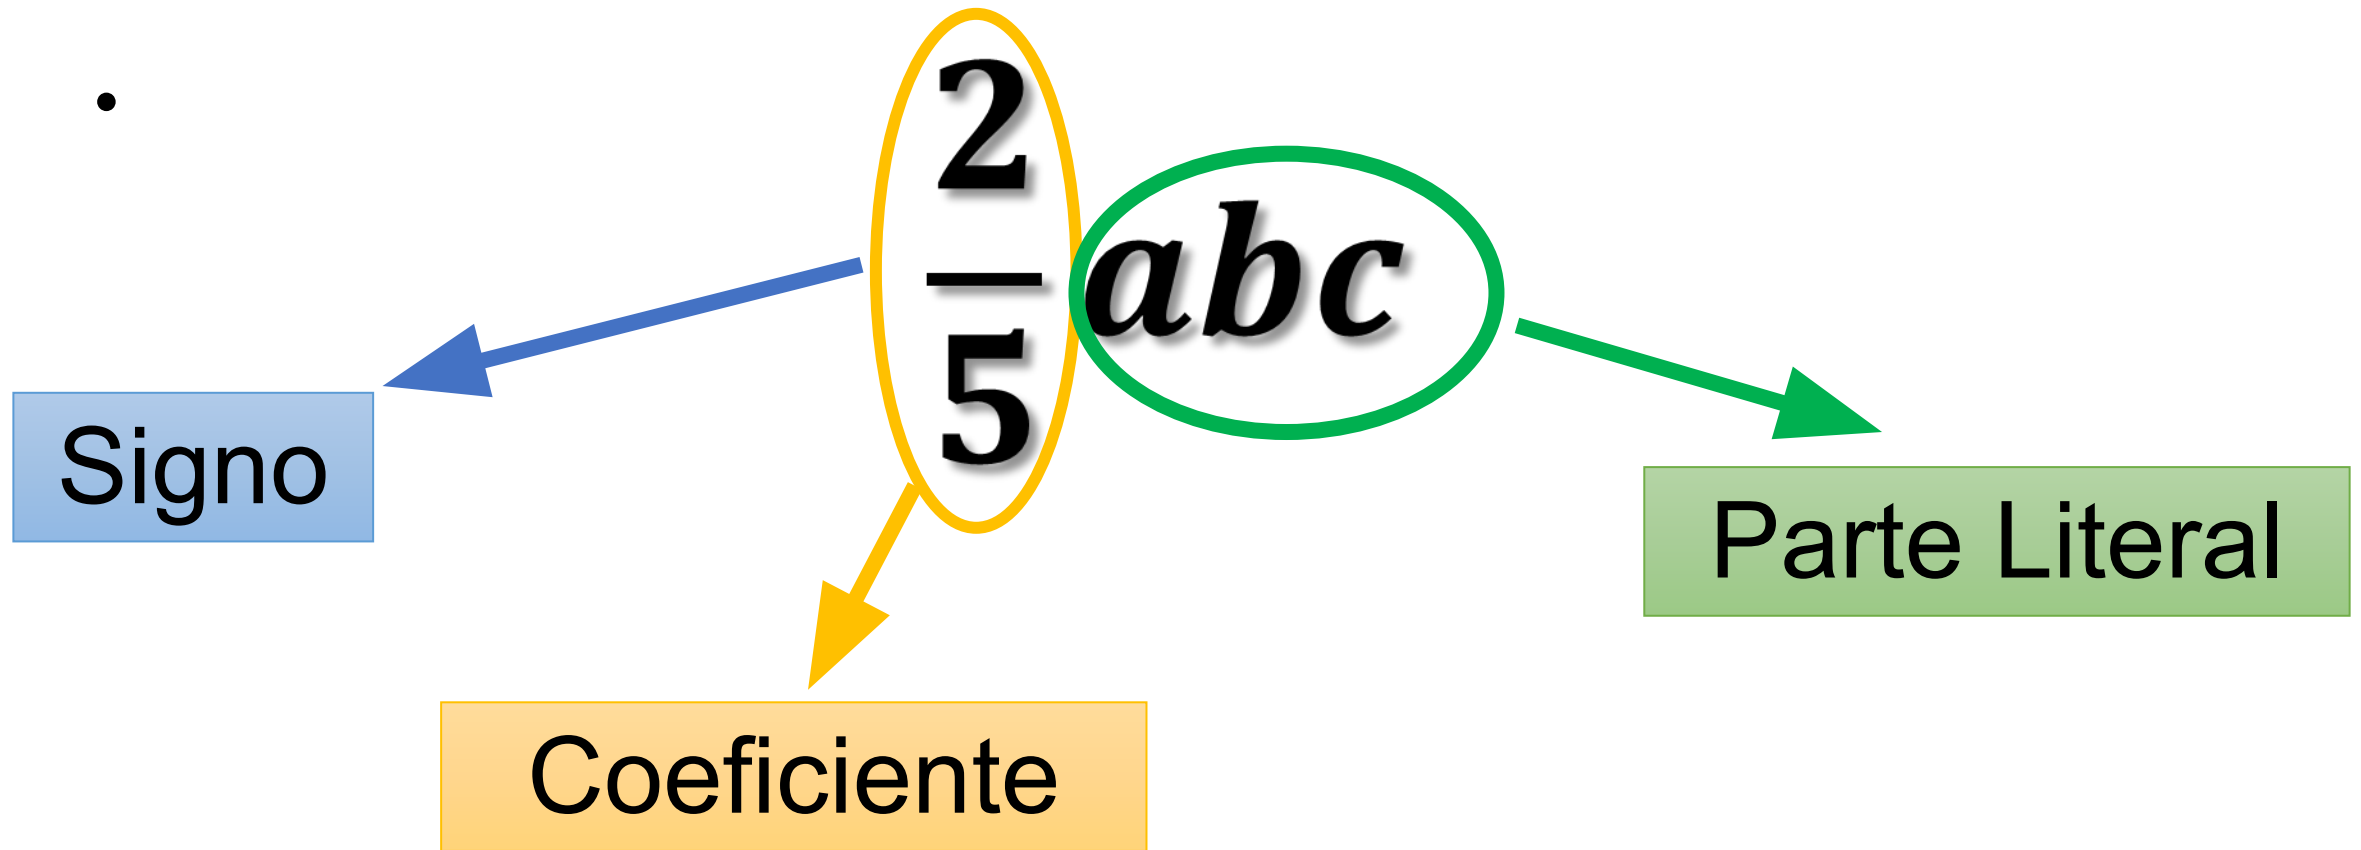 •
2
5
abc
Signo
Parte Literal
Coeficiente